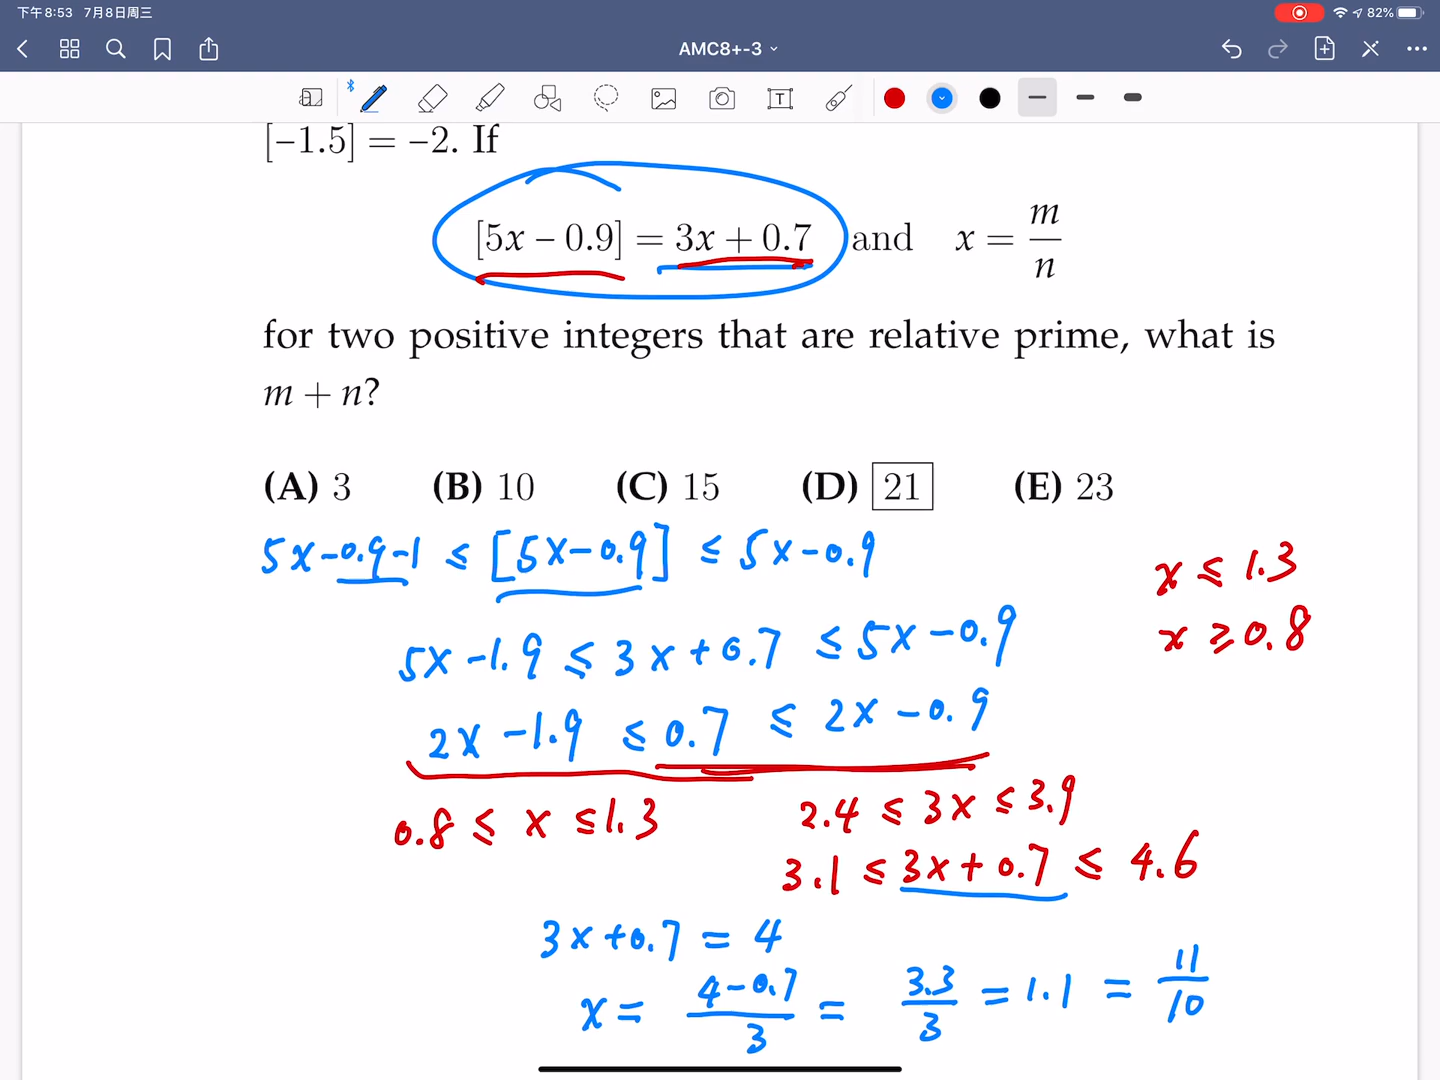 下午8:53 7月8日周三
82%
AMC8+-3
[−1.5] = −2. If
[5x − 0.9] = 3x + 0.7 and x = m/n
for two positive integers that are relative prime, what is
m + n?
(A) 3 (B) 10 (C) 15 (D) 21 (E) 23
5x-0.9-1 ≤ [5x-0.9] ≤ 5x-0.9
x ≤ 1.3
5x-1.9 ≤ 3x+0.7 ≤ 5x-0.9
x ≥ 0.8
2x-1.9 ≤ 0.7 ≤ 2x-0.9
0.8 ≤ x ≤ 1.3
2.4 ≤ 3x ≤ 3.9
3.1 ≤ 3x+0.7 ≤ 4.6
3x+0.7 = 4
x = (4-0.7)/3 = 3.3/3 = 1.1 = 11/10